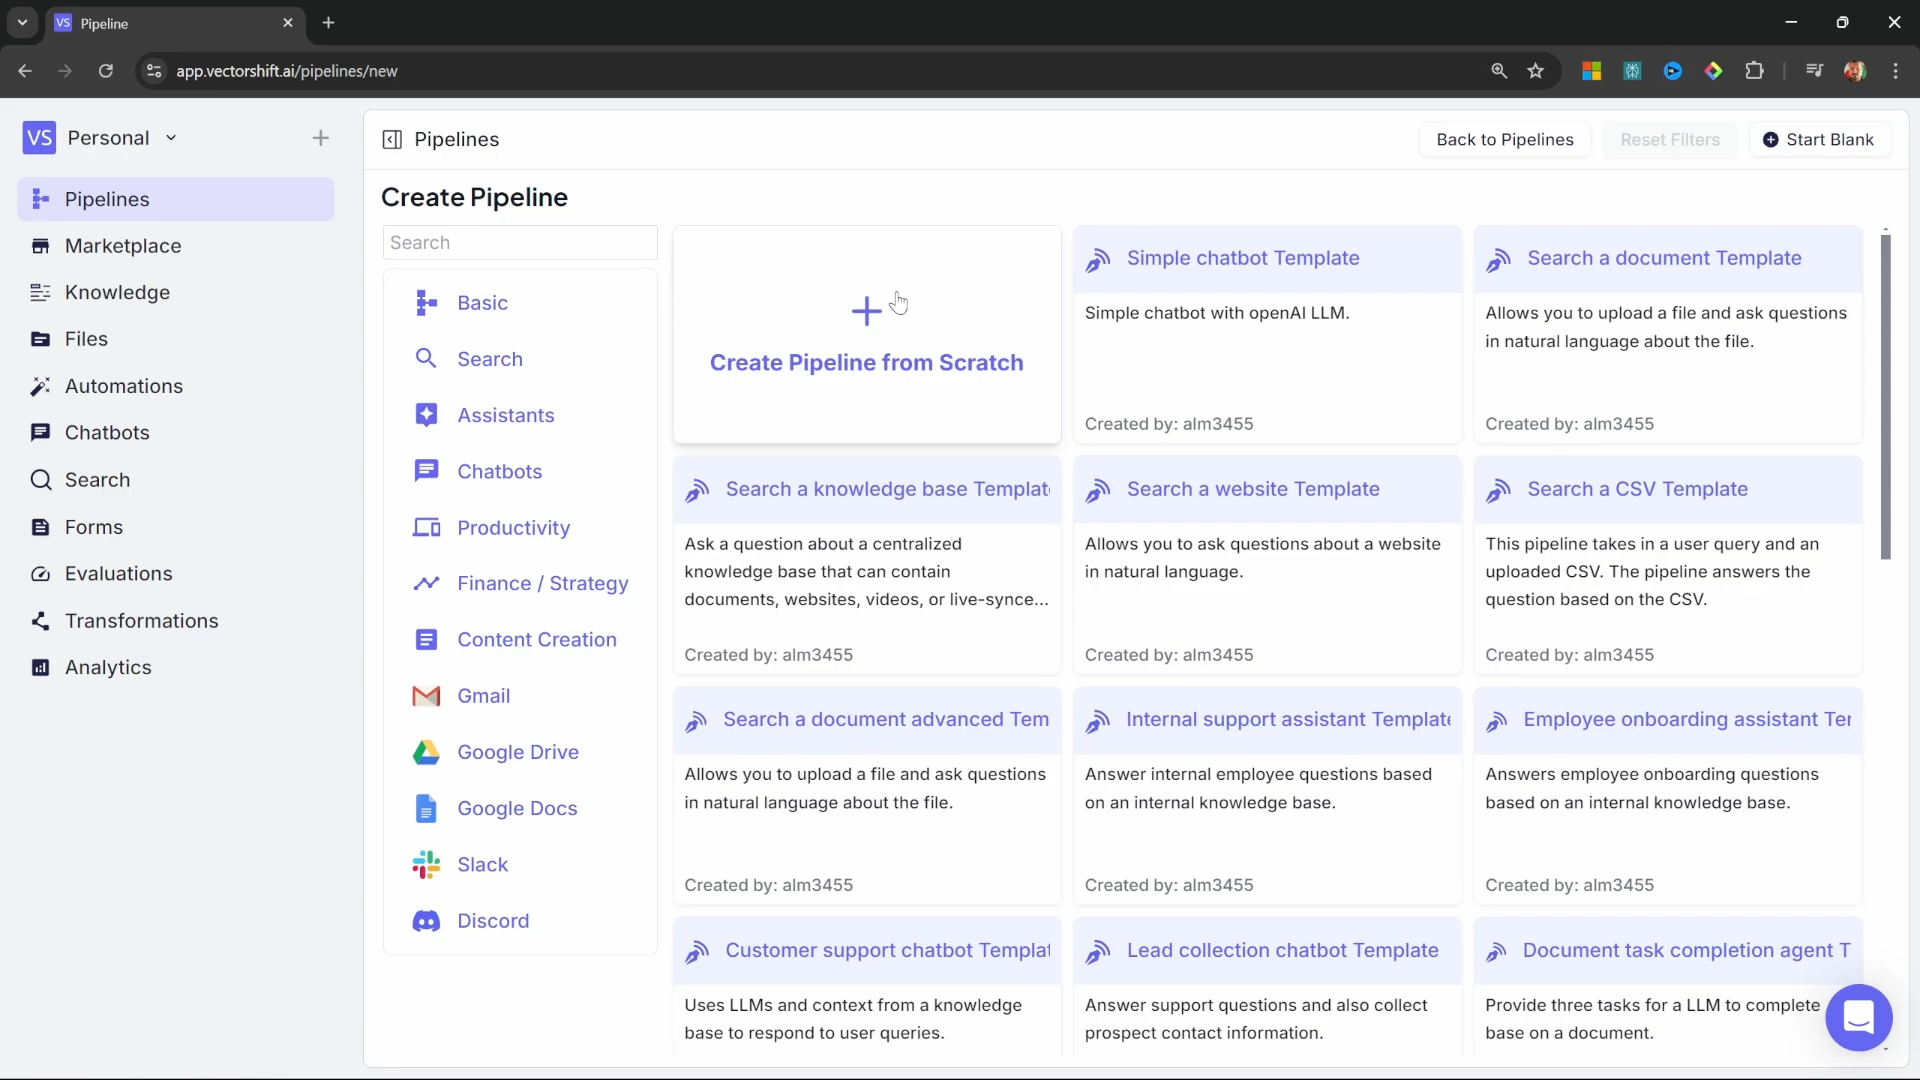 VS Pipeline
app.vectorshift.ai/pipelines/new
VS Personal
Pipelines
Marketplace
Knowledge
Files
Automations
Chatbots
Search
Forms
Evaluations
Transformations
Analytics
Pipelines
Back to Pipelines
Reset Filters
Start Blank
Create Pipeline
Search
Basic
Search
Assistants
Chatbots
Productivity
Finance / Strategy
Content Creation
Gmail
Google Drive
Google Docs
Slack
Discord
Create Pipeline from Scratch
Simple chatbot Template
Simple chatbot with openAI LLM.
Created by: alm3455
Search a document Template
Allows you to upload a file and ask questions
in natural language about the file.
Created by: alm3455
Search a knowledge base Templat
Ask a question about a centralized
knowledge base that can contain
documents, websites, videos, or live-synce...
Created by: alm3455
Search a website Template
Allows you to ask questions about a website
in natural language.
Created by: alm3455
Search a CSV Template
This pipeline takes in a user query and an
uploaded CSV. The pipeline answers the
question based on the CSV.
Created by: alm3455
Search a document advanced Tem
Allows you to upload a file and ask questions
in natural language about the file.
Created by: alm3455
Internal support assistant Template
Answer internal employee questions based
on an internal knowledge base.
Created by: alm3455
Employee onboarding assistant Ter
Answers employee onboarding questions
based on an internal knowledge base.
Created by: alm3455
Customer support chatbot Templat
Uses LLMs and context from a knowledge
base to respond to user queries.
Lead collection chatbot Template
Answer support questions and also collect
prospect contact information.
Document task completion agent T
Provide three tasks for a LLM to complete
base on a document.